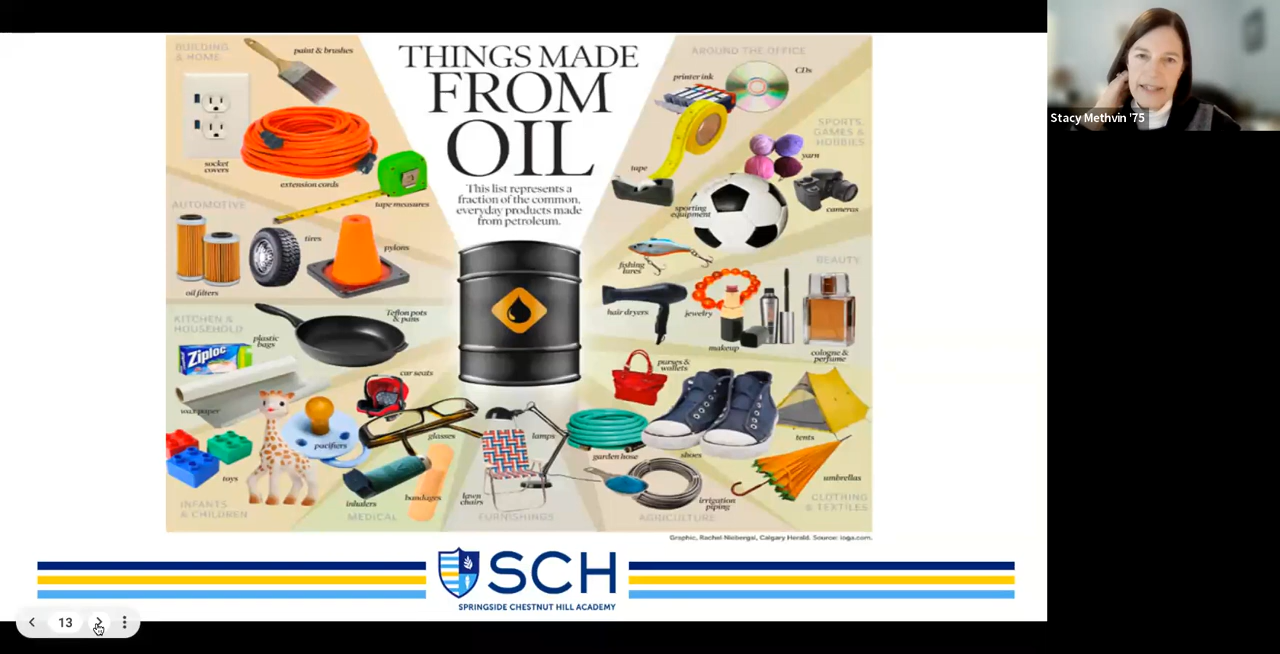 THINGS MADE
FROM
OIL
This list represents a
fraction of the common,
everyday products made
from petroleum.
BUILDING
& HOME
paint & brushes
socket
covers
extension cords
tape measures
AUTOMOTIVE
oil filters
tires
pylons
KITCHEN &
HOUSEHOLD
Teflon pots
& pans
plastic
bags
Ziploc
wax paper
car seats
pacifiers
glasses
toys
INFANTS
& CHILDREN
inhalers
bandages
MEDICAL
lamps
lawn
chairs
FURNISHINGS
garden hose
irrigation
piping
AGRICULTURE
AROUND THE OFFICE
printer ink
CDs
tape
SPORTS,
GAMES &
HOBBIES
yarn
sporting
equipment
cameras
fishing
lures
BEAUTY
hair dryers
jewelry
makeup
cologne &
perfume
purses &
wallets
shoes
tents
umbrellas
CLOTHING
& TEXTILES
Graphic, Rachel Niebergal, Calgary Herald. Source: ioga.com.
SCH
SPRINGSIDE CHESTNUT HILL ACADEMY
13
Stacy Methvin '75